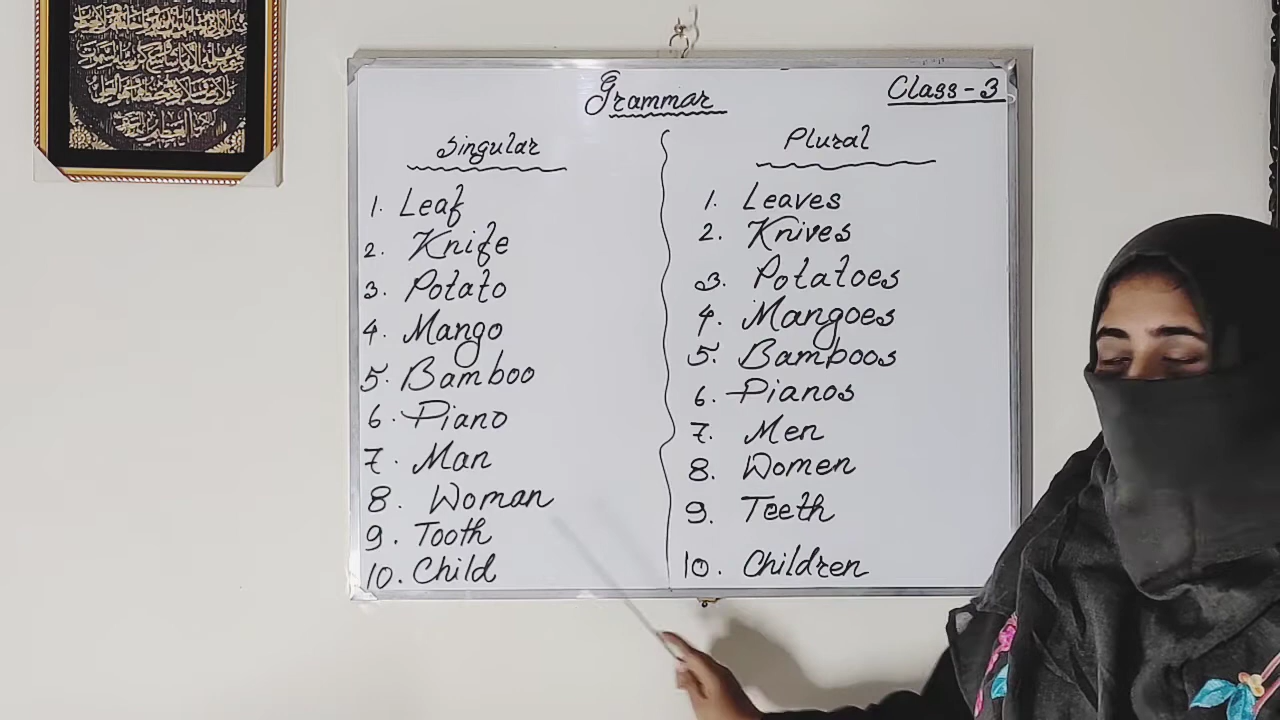 Grammar
Class-3
Singular
Plural
1. Leaf
2. Knife
3. Potato
4. Mango
5. Bamboo
6. Piano
7. Man
8. Woman
9. Tooth
10. Child
1. Leaves
2. Knives
3. Potatoes
4. Mangoes
5. Bamboos
6. Pianos
7. Men
8. Women
9. Teeth
10. Children